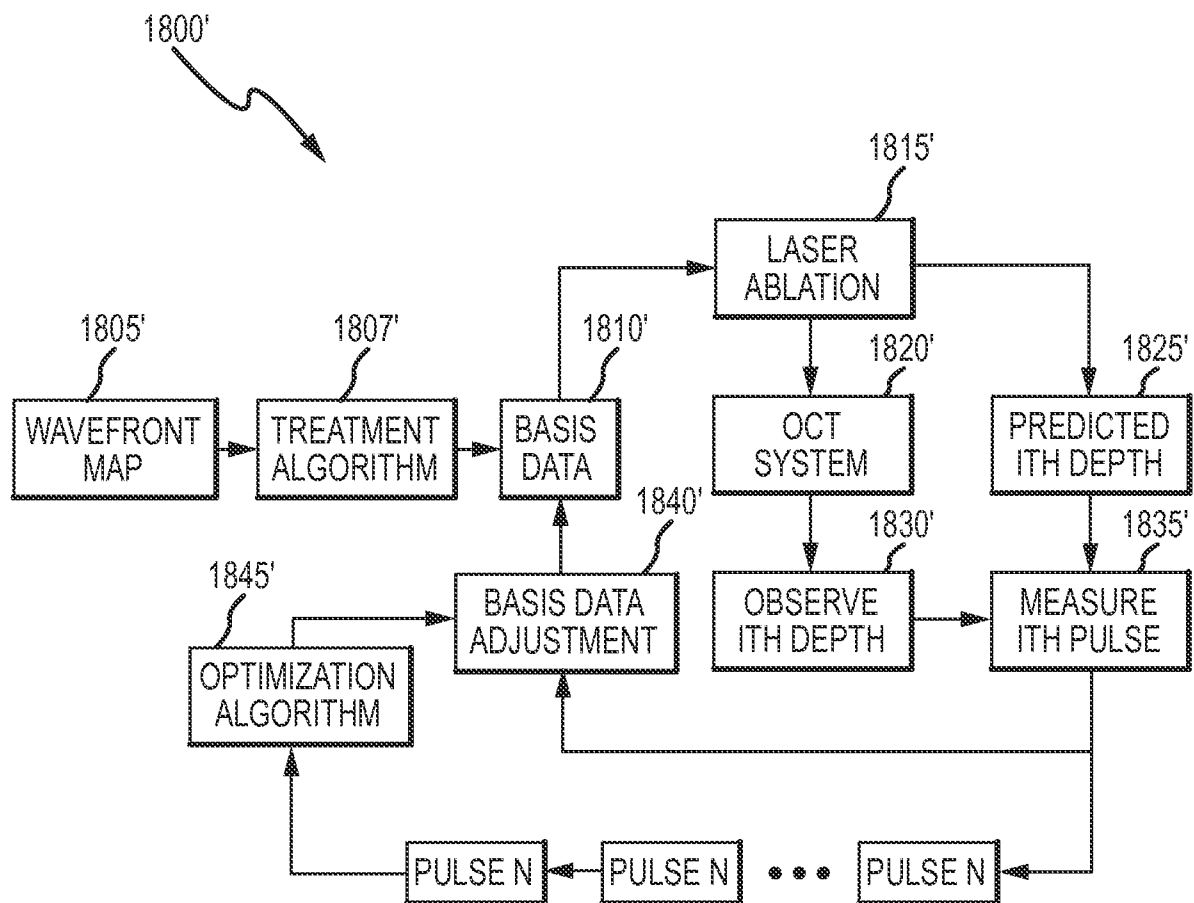 1800'
1815'
LASER
ABLATION
1805'
1807'
1810'
1820'
1825'
WAVEFRONT
MAP
TREATMENT
ALGORITHM
BASIS
DATA
OCT
SYSTEM
PREDICTED
ITH DEPTH
1840'
1830'
1835'
1845'
BASIS DATA
ADJUSTMENT
OBSERVE
ITH DEPTH
MEASURE
ITH PULSE
OPTIMIZATION
ALGORITHM
PULSE N
PULSE N
PULSE N